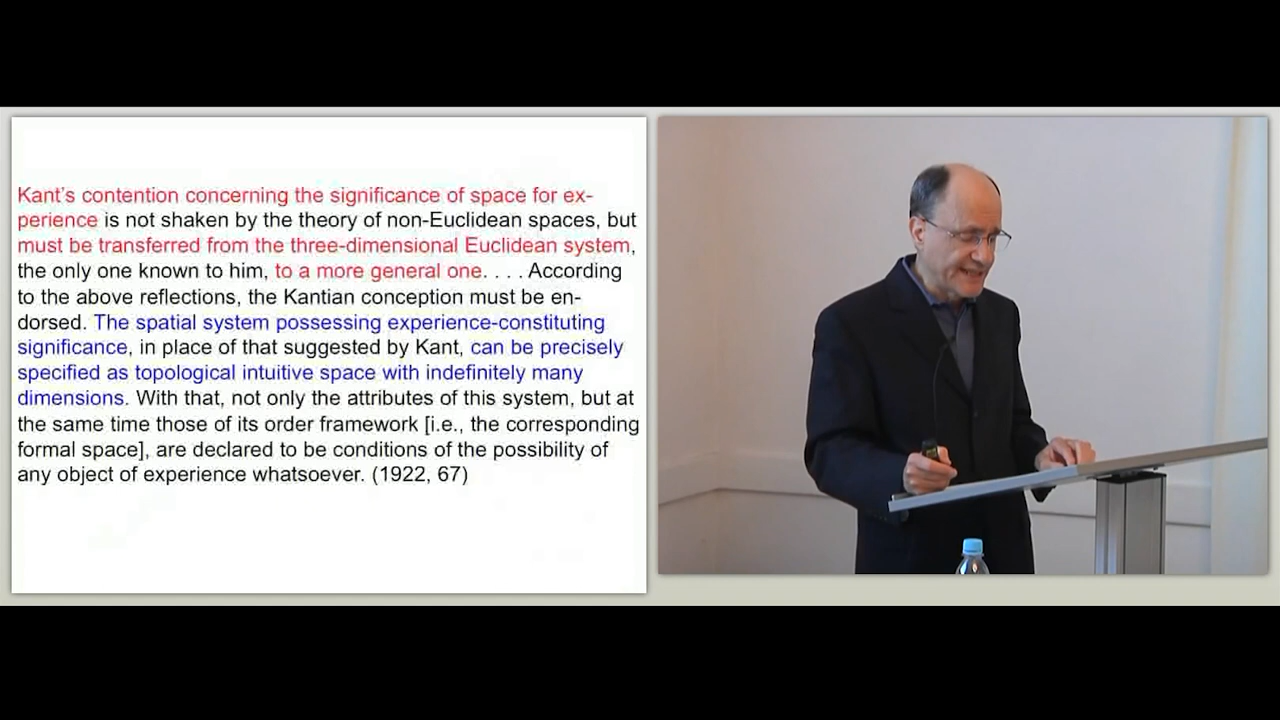 Kant's contention concerning the significance of space for ex-
perience is not shaken by the theory of non-Euclidean spaces, but
must be transferred from the three-dimensional Euclidean system,
the only one known to him, to a more general one. . . . According
to the above reflections, the Kantian conception must be en-
dorsed. The spatial system possessing experience-constituting
significance, in place of that suggested by Kant, can be precisely
specified as topological intuitive space with indefinitely many
dimensions. With that, not only the attributes of this system, but at
the same time those of its order framework [i.e., the corresponding
formal space], are declared to be conditions of the possibility of
any object of experience whatsoever. (1922, 67)